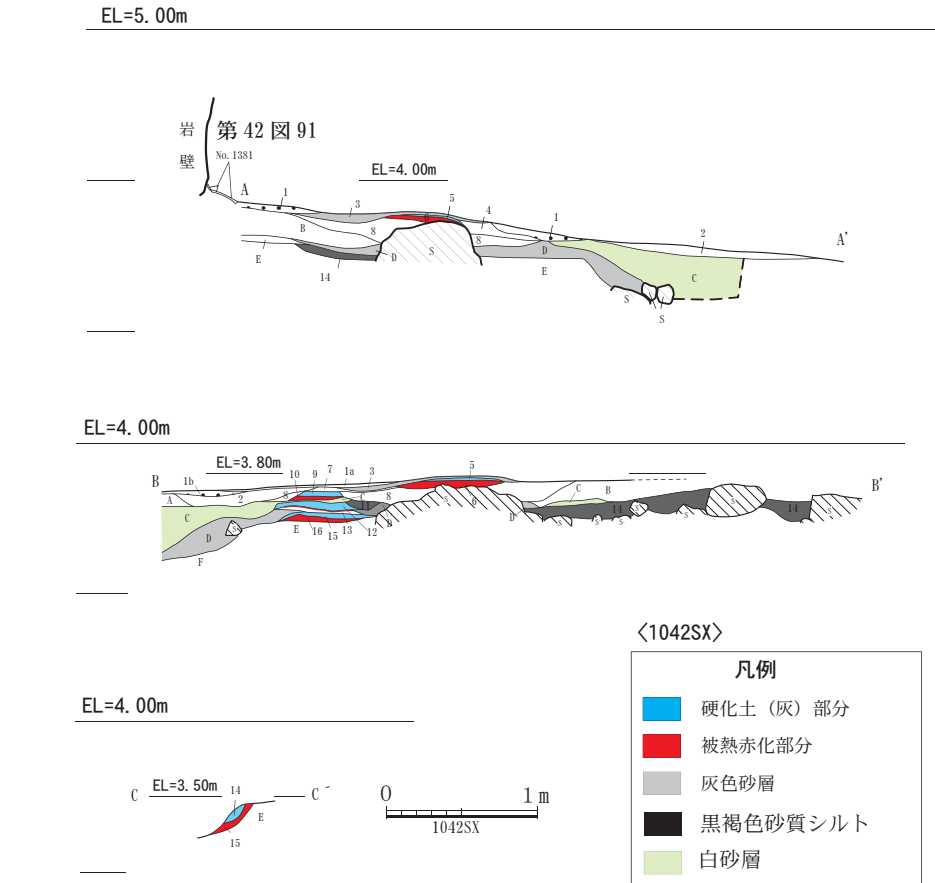 EL=5.00m
岩壁
第 42 図 91
No.1381
EL=4.00m
A
1
3
5
4
1
2
A'
B
8
6
8
S
D
D
C
E
E
14
S
S
EL=4.00m
EL=3.80m
B
1b
10
9
7
1a
3
5
B'
A
2
8
C
8
S
6
C
B
S
C
11
14
S
14
S
D
S
D
D
S
S
S
S
E
16
15
13
12
F
〈1042SX〉
凡例
EL=4.00m
硬化土（灰）部分
被熱赤化部分
灰色砂層
黒褐色砂質シルト
白砂層
C
EL=3.50m
14
C ´
E
15
0
1 m
1042SX